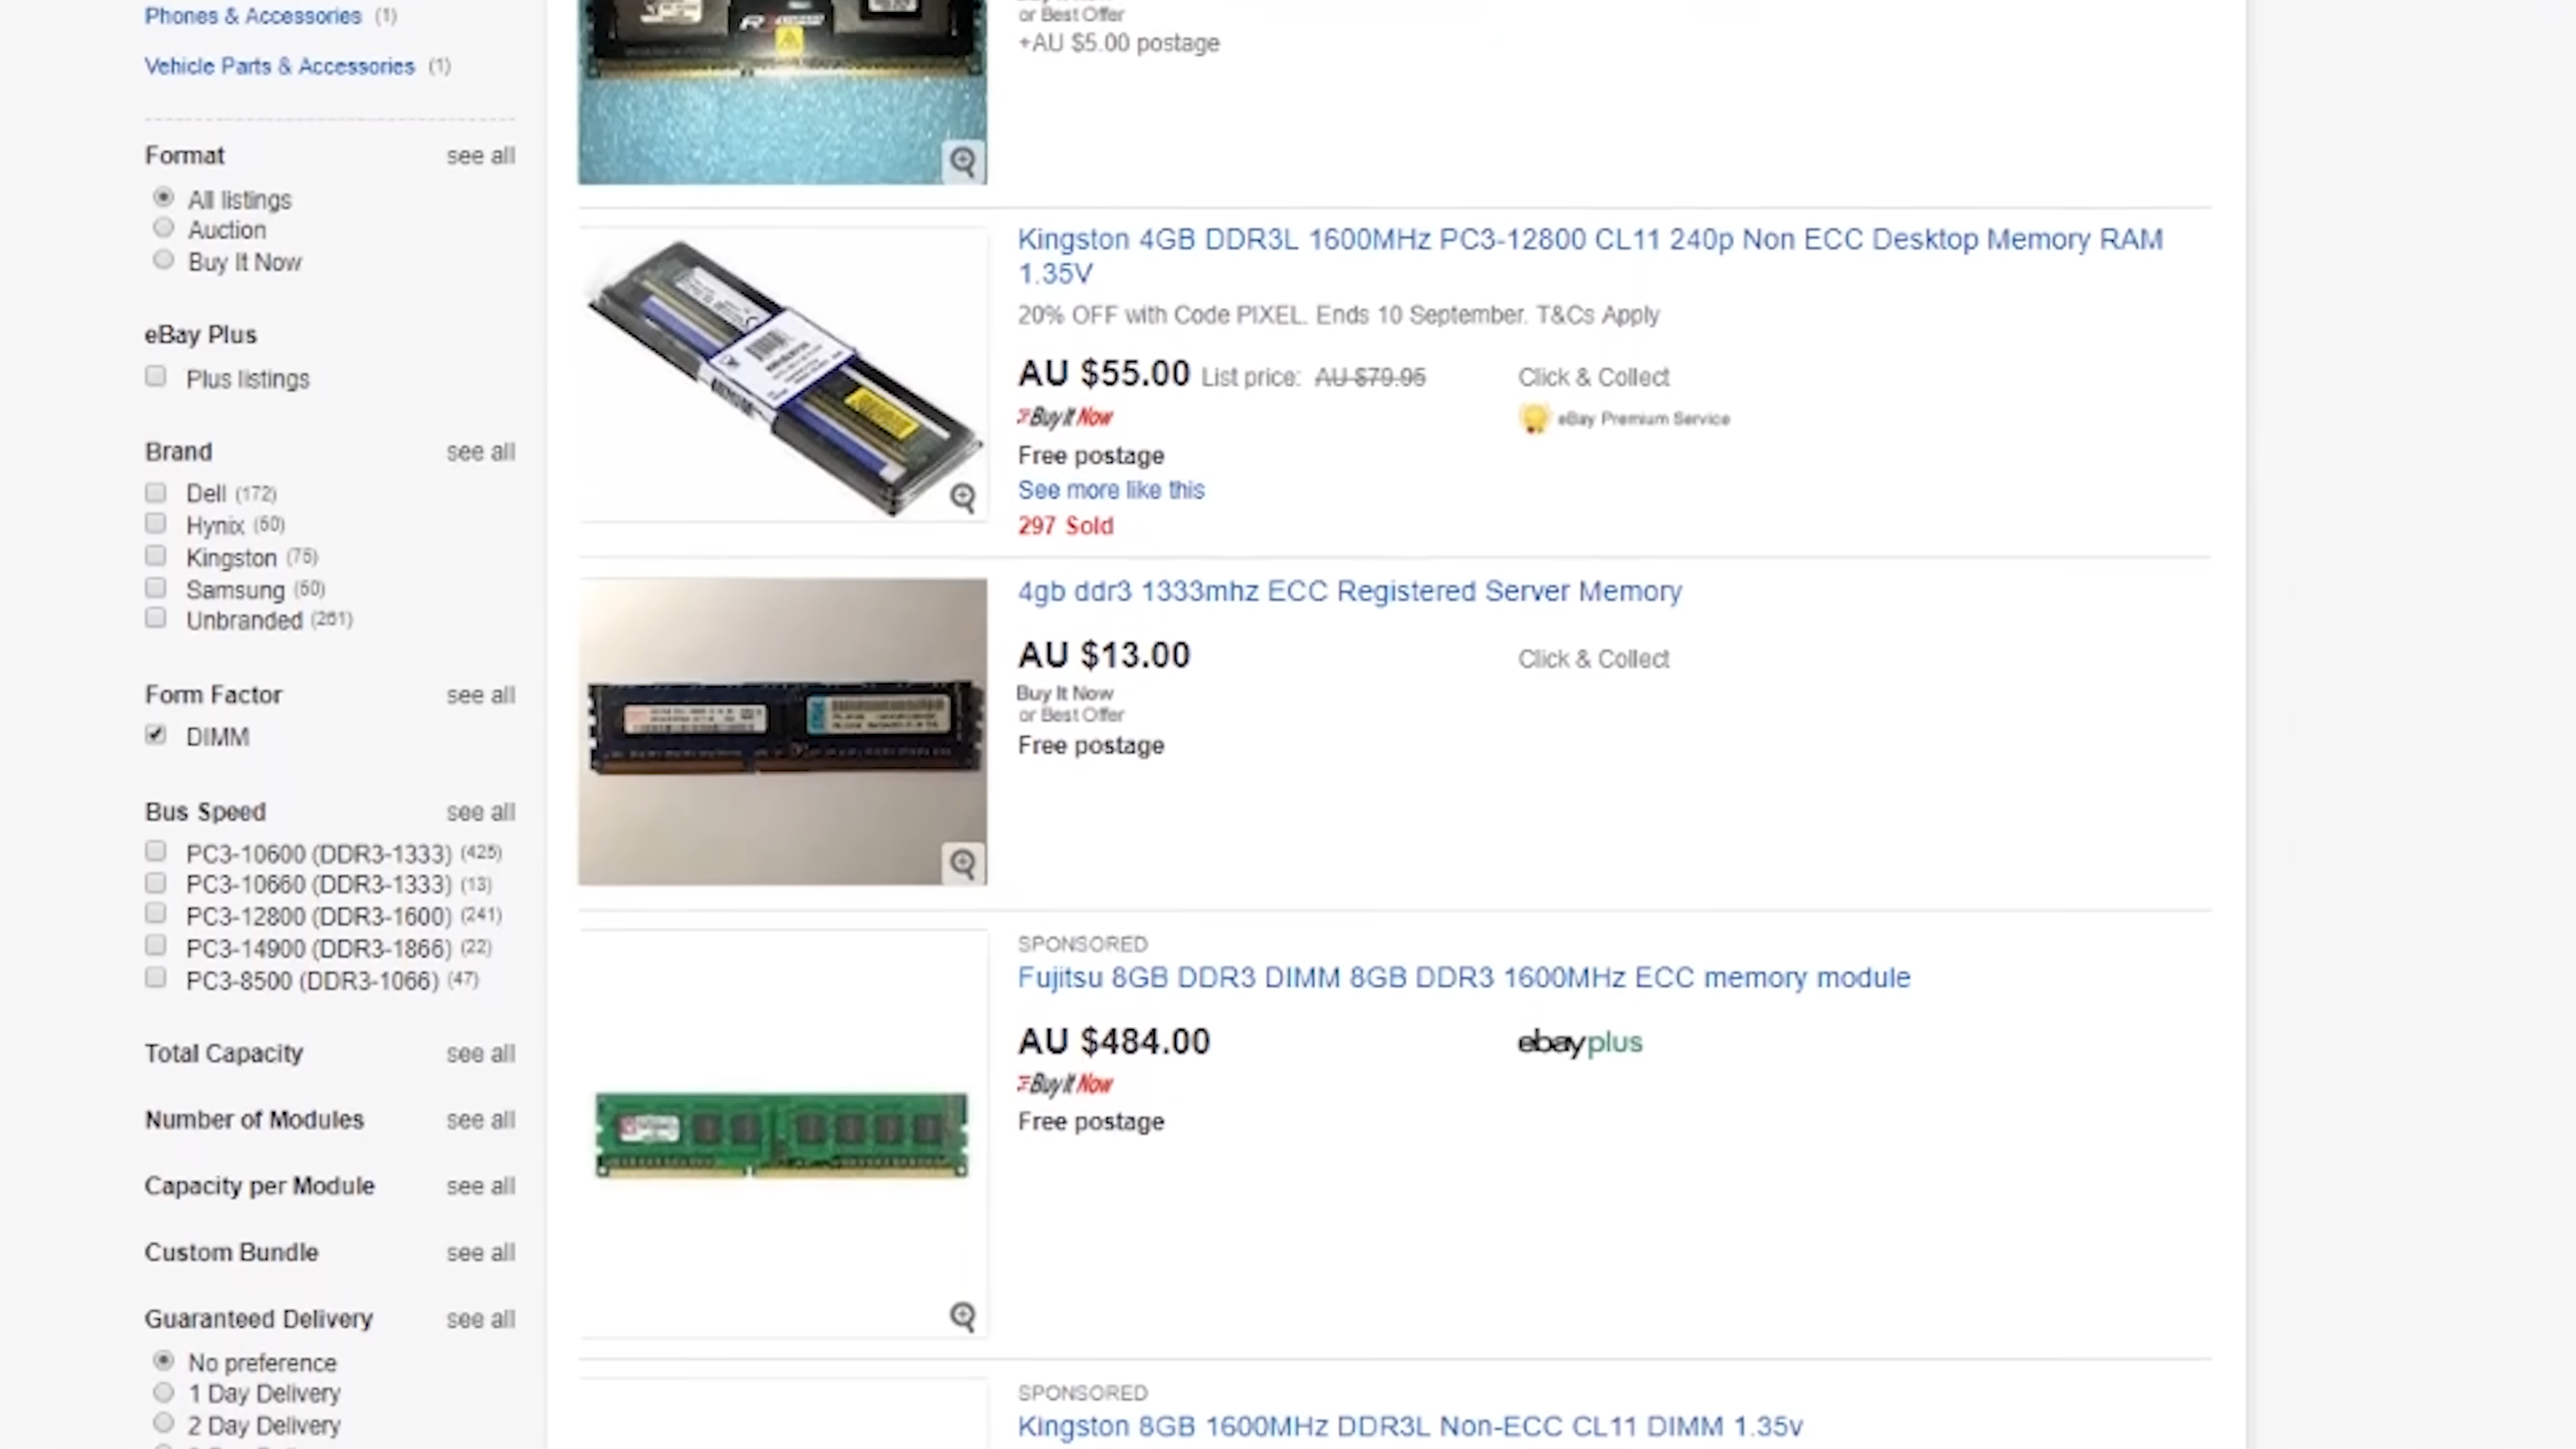 Phones & Accessories (1)
Vehicle Parts & Accessories (1)
Format see all
All listings
Auction
Buy It Now
eBay Plus
Plus listings
Brand see all
Dell (172)
Hynix (50)
Kingston (75)
Samsung (50)
Unbranded (261)
Form Factor see all
DIMM
Bus Speed see all
PC3-10600 (DDR3-1333) (425)
PC3-10660 (DDR3-1333) (13)
PC3-12800 (DDR3-1600) (241)
PC3-14900 (DDR3-1866) (22)
PC3-8500 (DDR3-1066) (47)
Total Capacity see all
Number of Modules see all
Capacity per Module see all
Custom Bundle see all
Guaranteed Delivery see all
No preference
1 Day Delivery
2 Day Delivery
or Best Offer
+AU $5.00 postage
Kingston 4GB DDR3L 1600MHz PC3-12800 CL11 240p Non ECC Desktop Memory RAM
1.35V
20% OFF with Code PIXEL. Ends 10 September. T&Cs Apply
AU $55.00 List price: AU $79.95 Click & Collect
Buy It Now eBay Premium Service
Free postage
See more like this
297 Sold
4gb ddr3 1333mhz ECC Registered Server Memory
AU $13.00 Click & Collect
Buy It Now
or Best Offer
Free postage
SPONSORED
Fujitsu 8GB DDR3 DIMM 8GB DDR3 1600MHz ECC memory module
AU $484.00 ebayplus
Buy It Now
Free postage
SPONSORED
Kingston 8GB 1600MHz DDR3L Non-ECC CL11 DIMM 1.35v